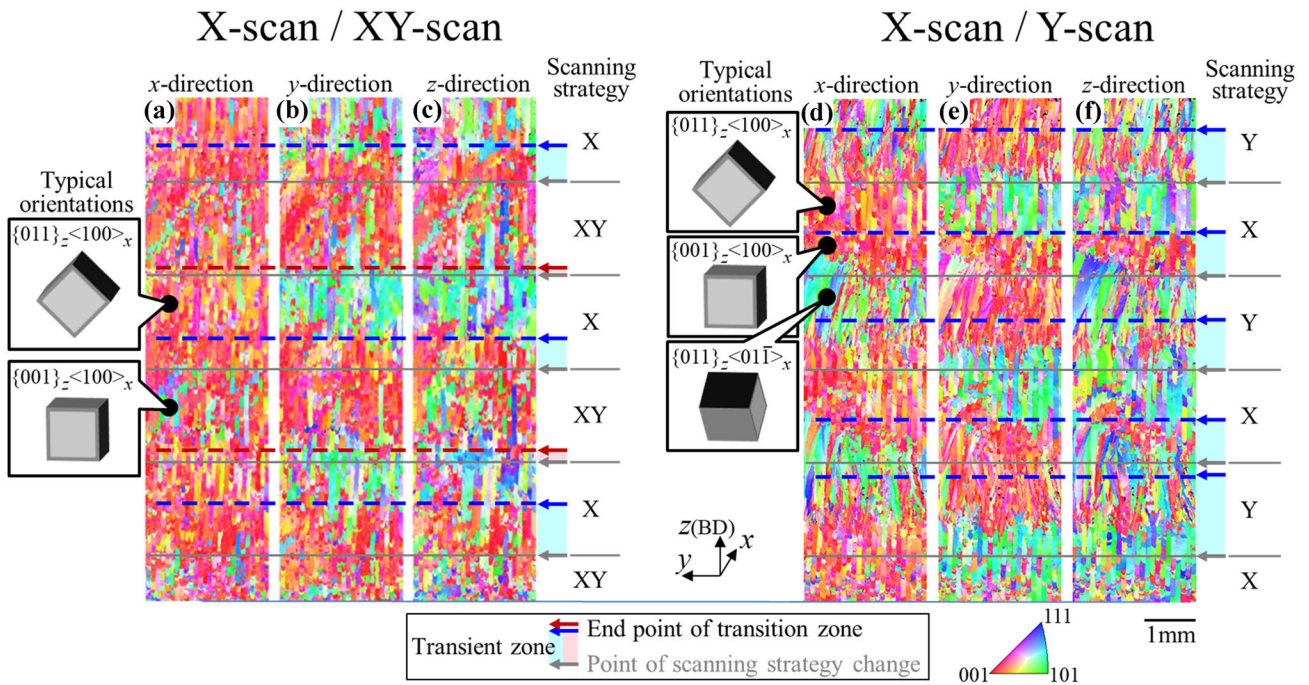 X-scan / XY-scan
x-direction
y-direction
z-direction
Scanning
strategy
(a)
(b)
(c)
X
XY
X
XY
X
XY
Typical
orientations
{011}z<100>x
{001}z<100>x
X-scan / Y-scan
Typical
orientations
x-direction
y-direction
z-direction
Scanning
strategy
(d)
(e)
(f)
Y
X
Y
X
Y
X
{011}z<100>x
{001}z<100>x
{011}z<011̅>x
z(BD)
y
x
Transient zone
End point of transition zone
Point of scanning strategy change
111
001
101
1mm